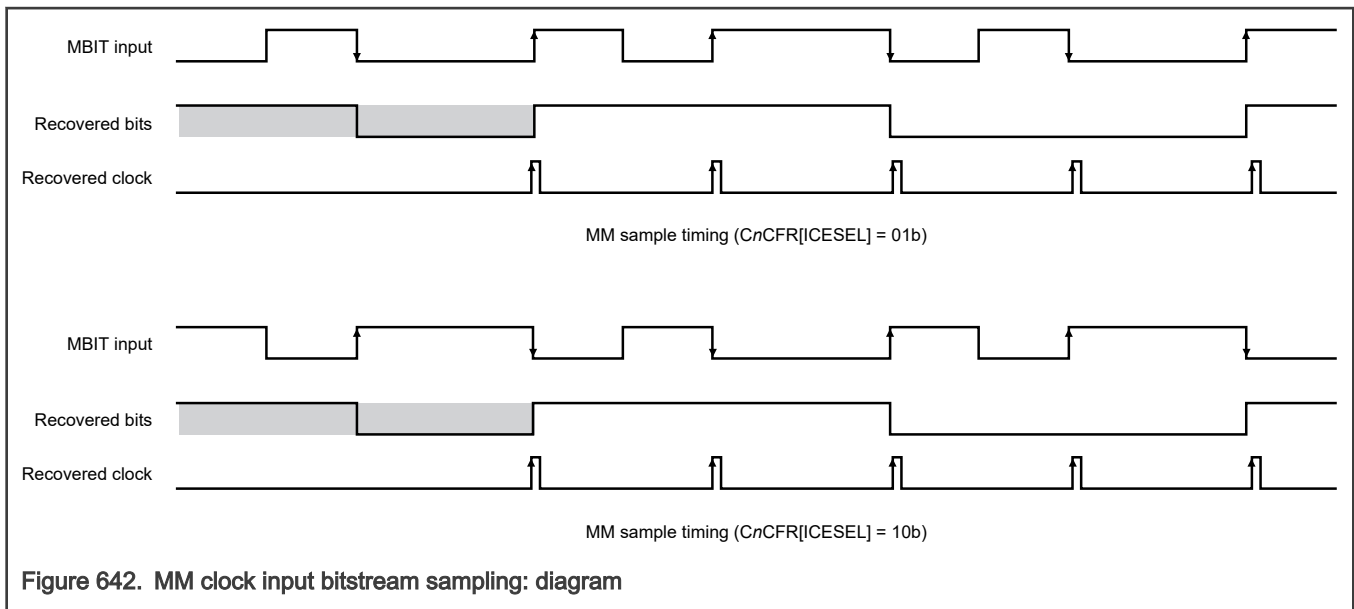 MBIT input
Recovered bits
Recovered clock
MM sample timing (CnCFR[ICESEL] = 01b)
MBIT input
Recovered bits
Recovered clock
MM sample timing (CnCFR[ICESEL] = 10b)
Figure 642. MM clock input bitstream sampling: diagram